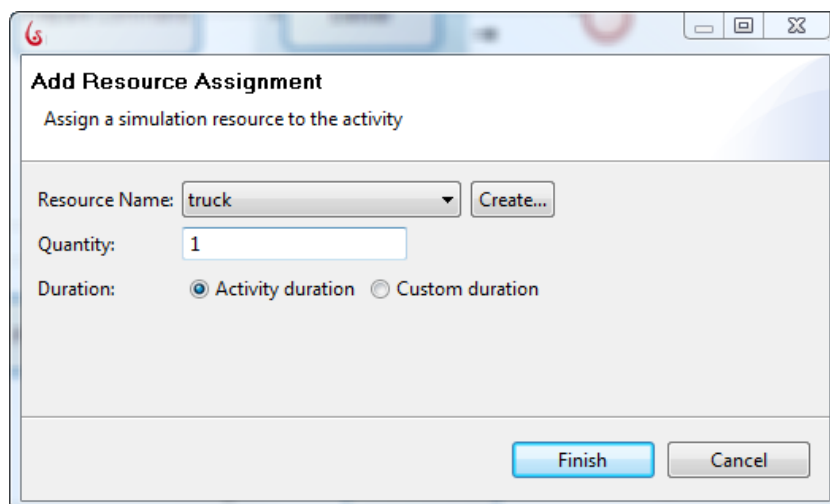 Add Resource Assignment
Assign a simulation resource to the activity
Resource Name: truck Create...
Quantity: 1
Duration: Activity duration Custom duration
Finish Cancel